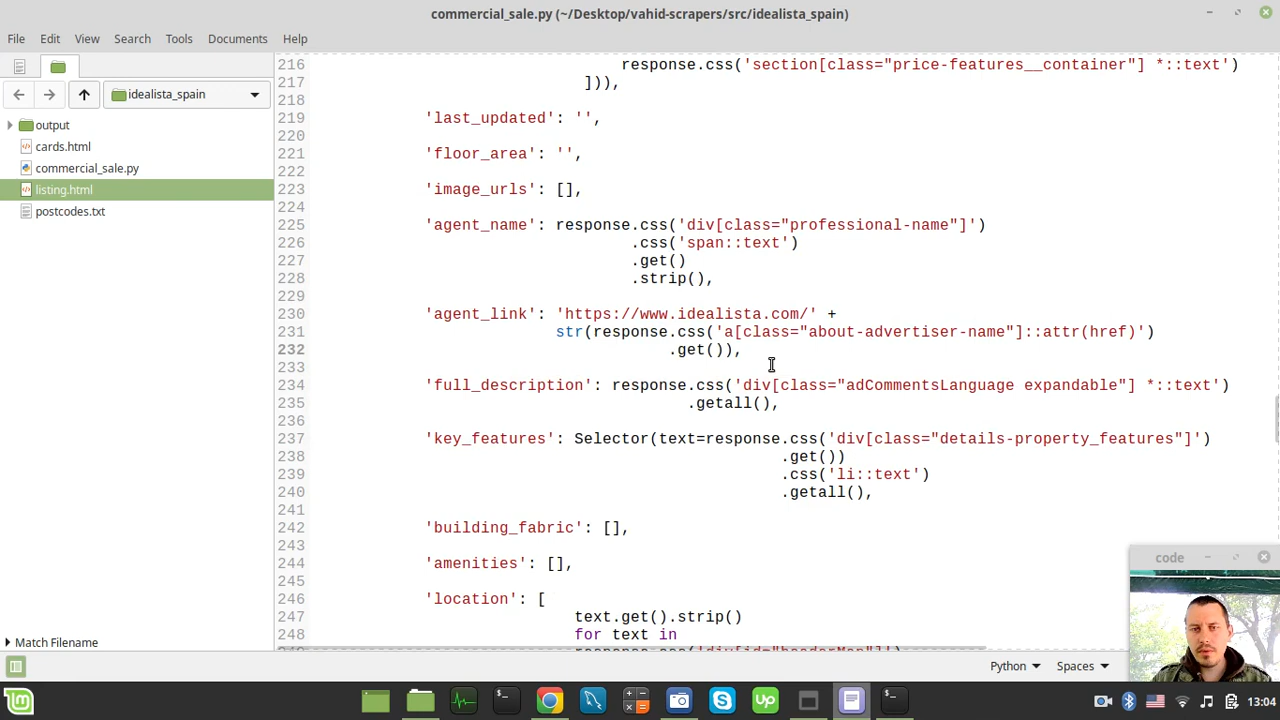 commercial_sale.py (~/Desktop/vahid-scrapers/src/idealista_spain)
File Edit View Search Tools Documents Help
idealista_spain
output
cards.html
commercial_sale.py
listing.html
postcodes.txt
Match Filename
216 response.css('section[class="price-features__container"] *::text')
217 ])),
218
219 'last_updated': '',
220
221 'floor_area': '',
222
223 'image_urls': [],
224
225 'agent_name': response.css('div[class="professional-name"]')
226 .css('span::text')
227 .get()
228 .strip(),
229
230 'agent_link': 'https://www.idealista.com/' +
231 str(response.css('a[class="about-advertiser-name"]::attr(href)')
232 .get()),
233
234 'full_description': response.css('div[class="adCommentsLanguage expandable"] *::text')
235 .getall(),
236
237 'key_features': Selector(text=response.css('div[class="details-property_features"]')
238 .get())
239 .css('li::text')
240 .getall(),
241
242 'building_fabric': [],
243
244 'amenities': [],
245
246 'location': [
247 text.get().strip()
248 for text in
code
Python Spaces
13:04